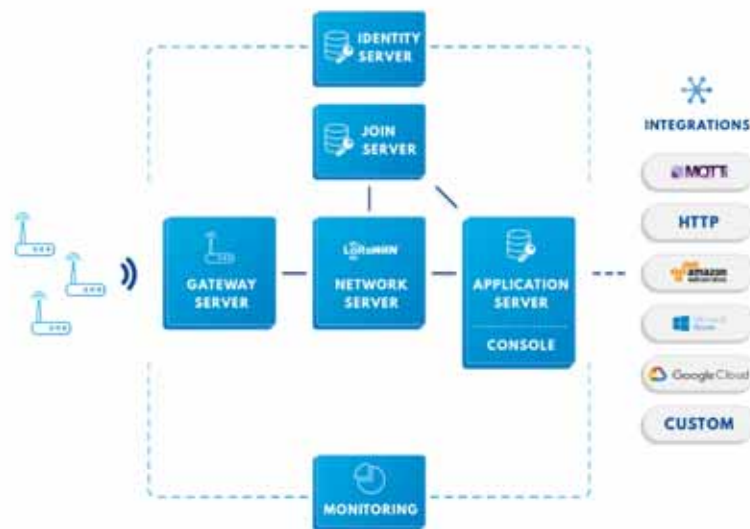 IDENTITY
SERVER
JOIN
SERVER
INTEGRATIONS
MQTT
HTTP
LoRaWAN
GATEWAY
SERVER
NETWORK
SERVER
APPLICATION
SERVER
CONSOLE
amazon
Google Cloud
CUSTOM
MONITORING